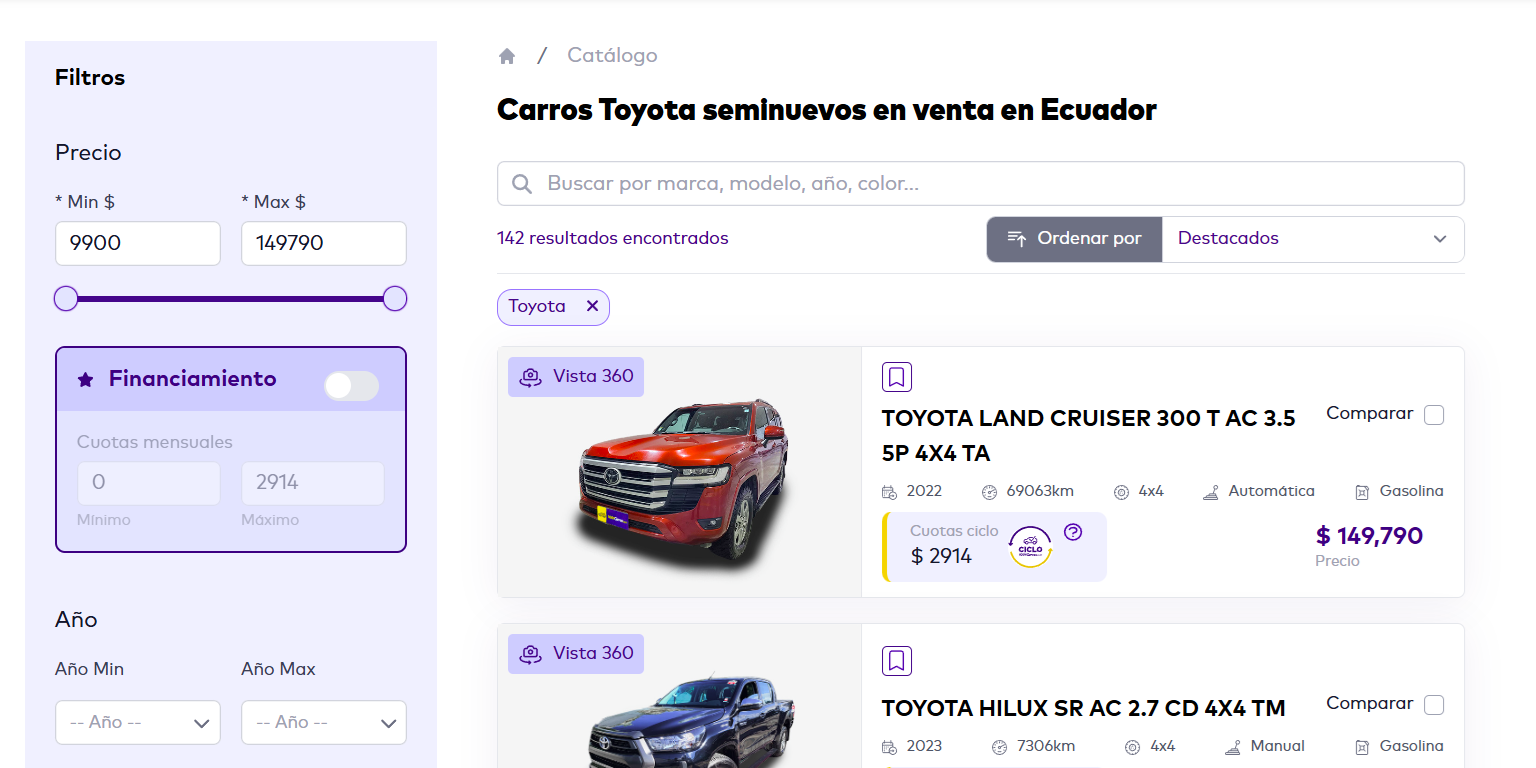 Filtros
Precio
* Min $
* Max $
9900
149790
Financiamiento
Cuotas mensuales
0
2914
Mínimo
Máximo
Año
Año Min
Año Max
-- Año --
-- Año --
/ Catálogo
Carros Toyota seminuevos en venta en Ecuador
Buscar por marca, modelo, año, color...
142 resultados encontrados
Ordenar por
Destacados
Toyota
Vista 360
TOYOTA LAND CRUISER 300 T AC 3.5
5P 4X4 TA
Comparar
2022
69063km
4x4
Automática
Gasolina
Cuotas ciclo
$ 2914
CICLO
?
$ 149,790
Precio
Vista 360
TOYOTA HILUX SR AC 2.7 CD 4X4 TM
Comparar
2023
7306km
4x4
Manual
Gasolina